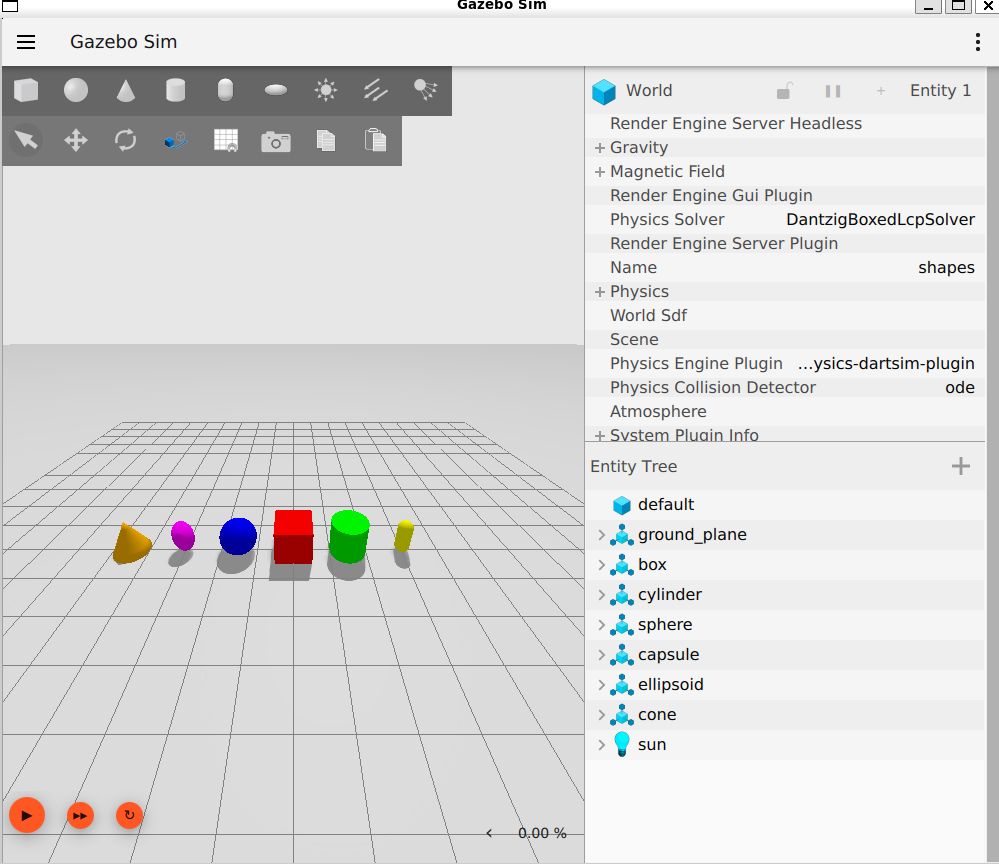 Gazebo Sim
Gazebo Sim
World
Entity 1
Render Engine Server Headless
Gravity
Magnetic Field
Render Engine Gui Plugin
Physics Solver DantzigBoxedLcpSolver
Render Engine Server Plugin
Name shapes
Physics
World Sdf
Scene
Physics Engine Plugin ...ysics-dartsim-plugin
Physics Collision Detector ode
Atmosphere
System Plugin Info
Entity Tree
default
ground_plane
box
cylinder
sphere
capsule
ellipsoid
cone
sun
0.00 %